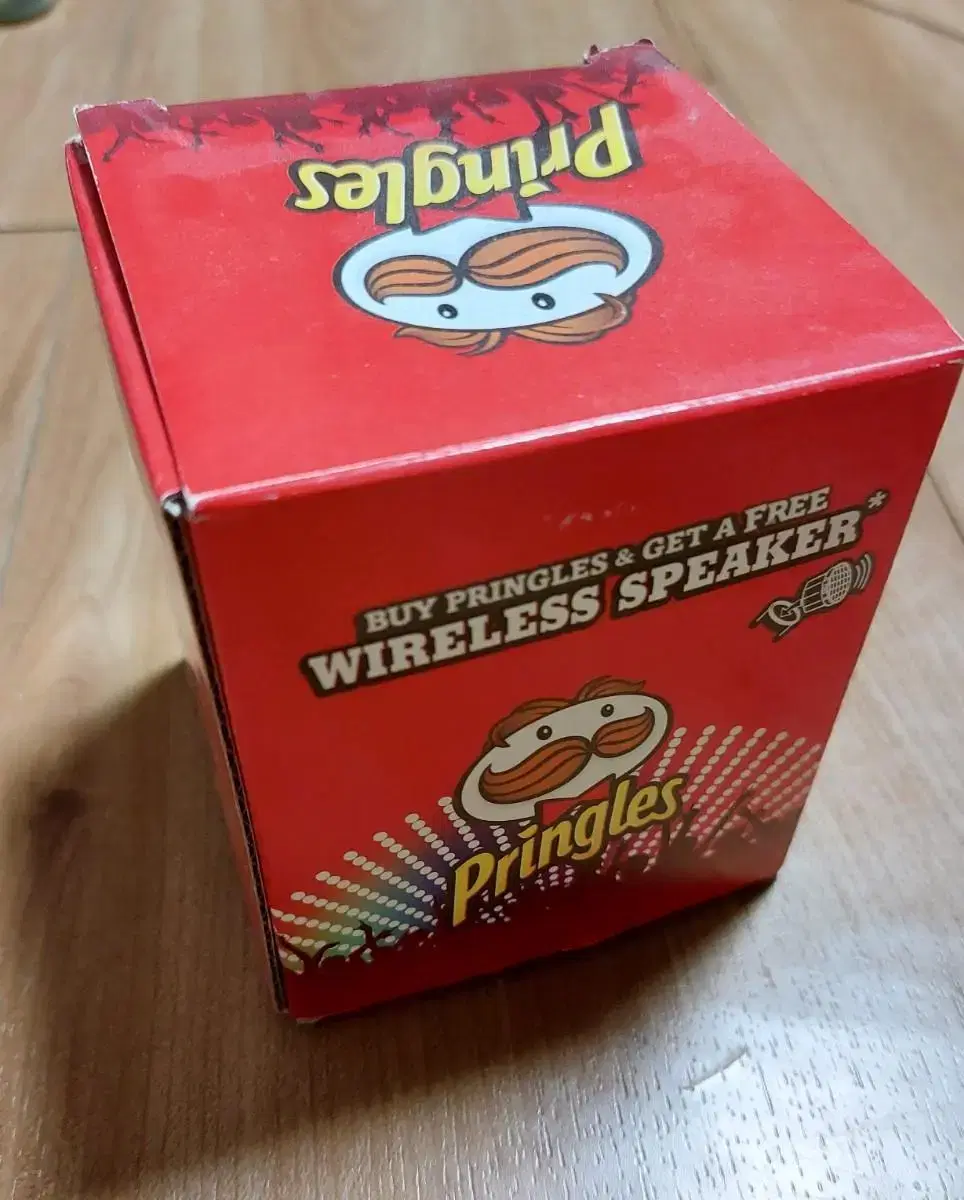 Pringles
BUY PRINGLES & GET A FREE
WIRELESS SPEAKER*
Pringles